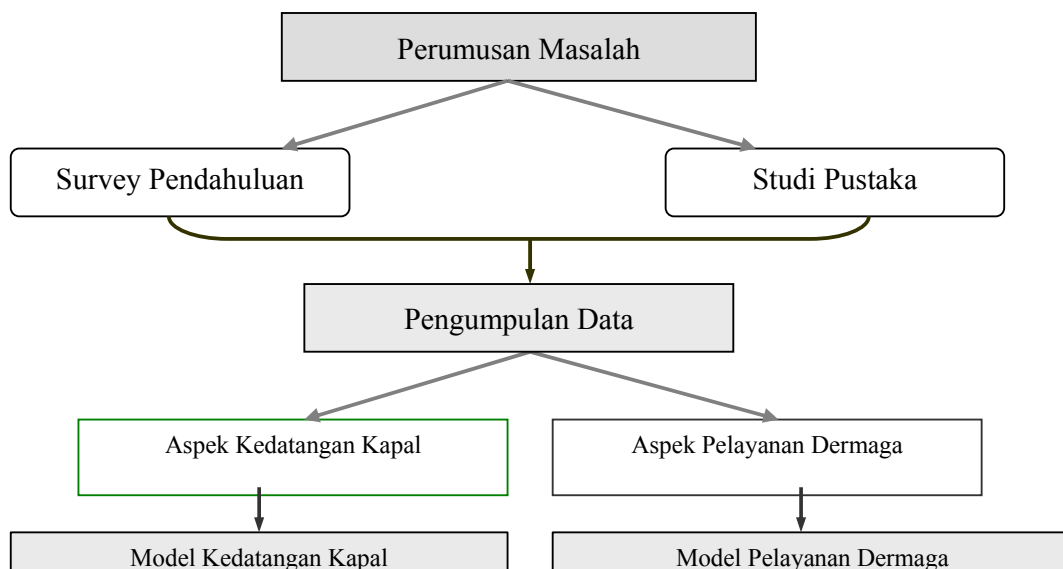 Perumusan Masalah
Survey Pendahuluan
Studi Pustaka
Pengumpulan Data
Aspek Kedatangan Kapal
Aspek Pelayanan Dermaga
Model Kedatangan Kapal
Model Pelayanan Dermaga